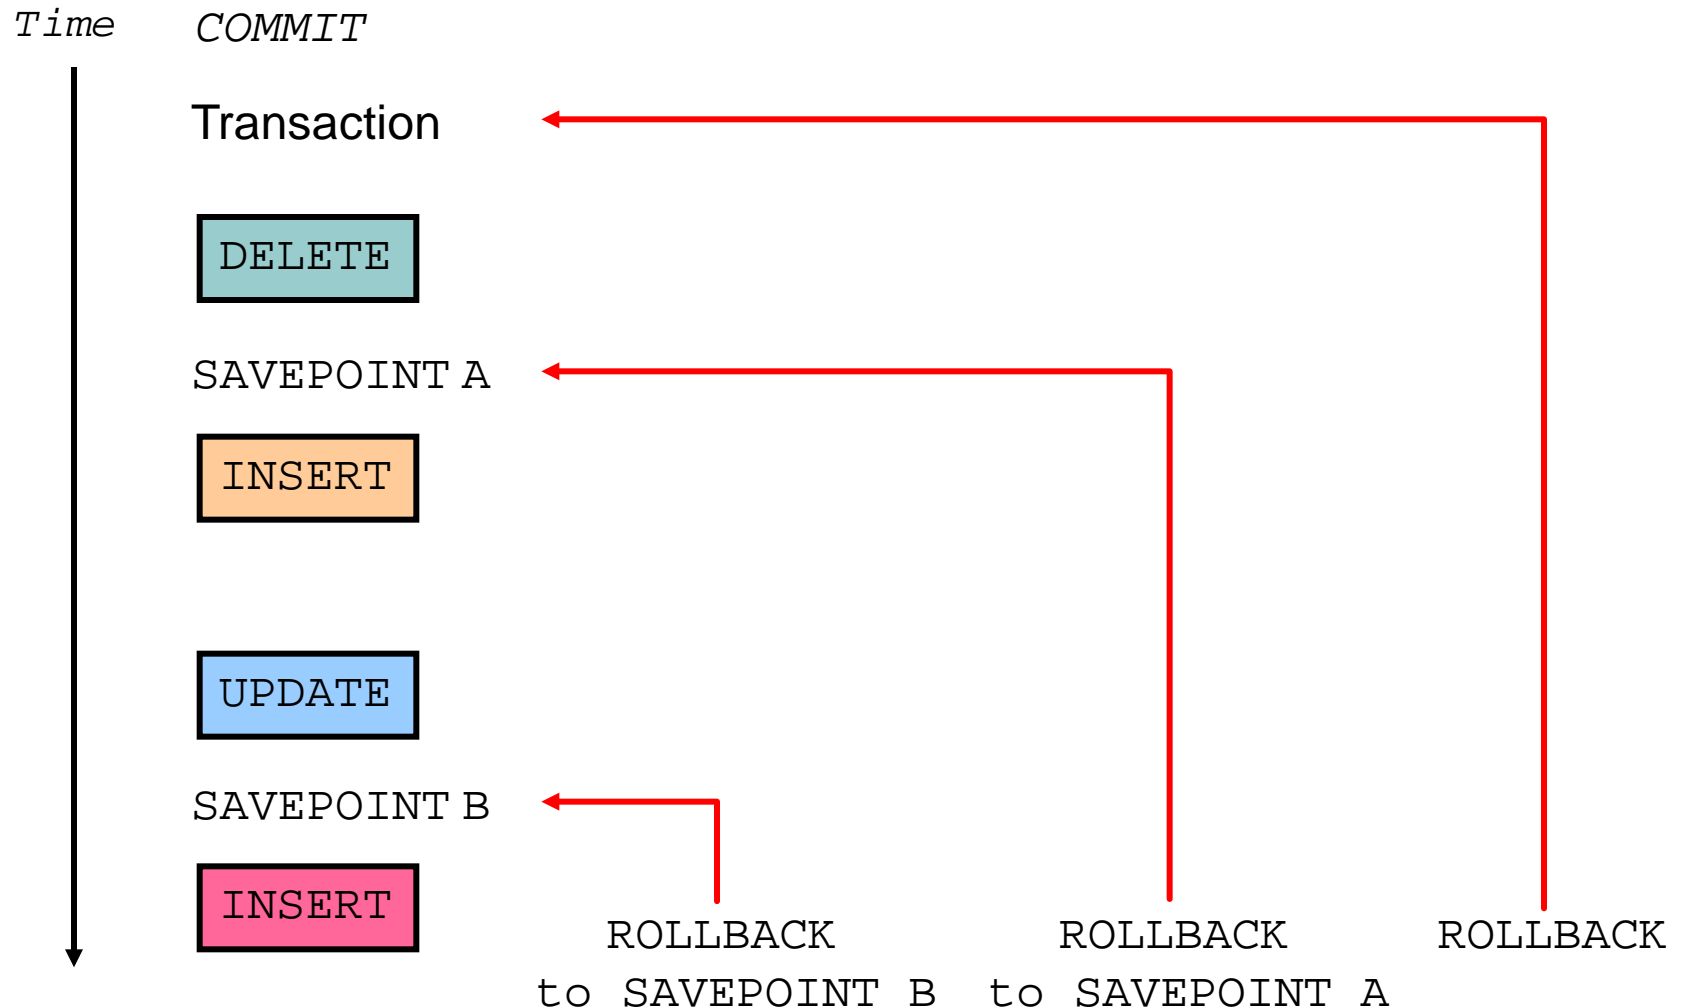 Time COMMIT
Transaction
DELETE
SAVEPOINT A
INSERT
UPDATE
SAVEPOINT B
INSERT
ROLLBACK
to SAVEPOINT B
ROLLBACK
to SAVEPOINT A
ROLLBACK